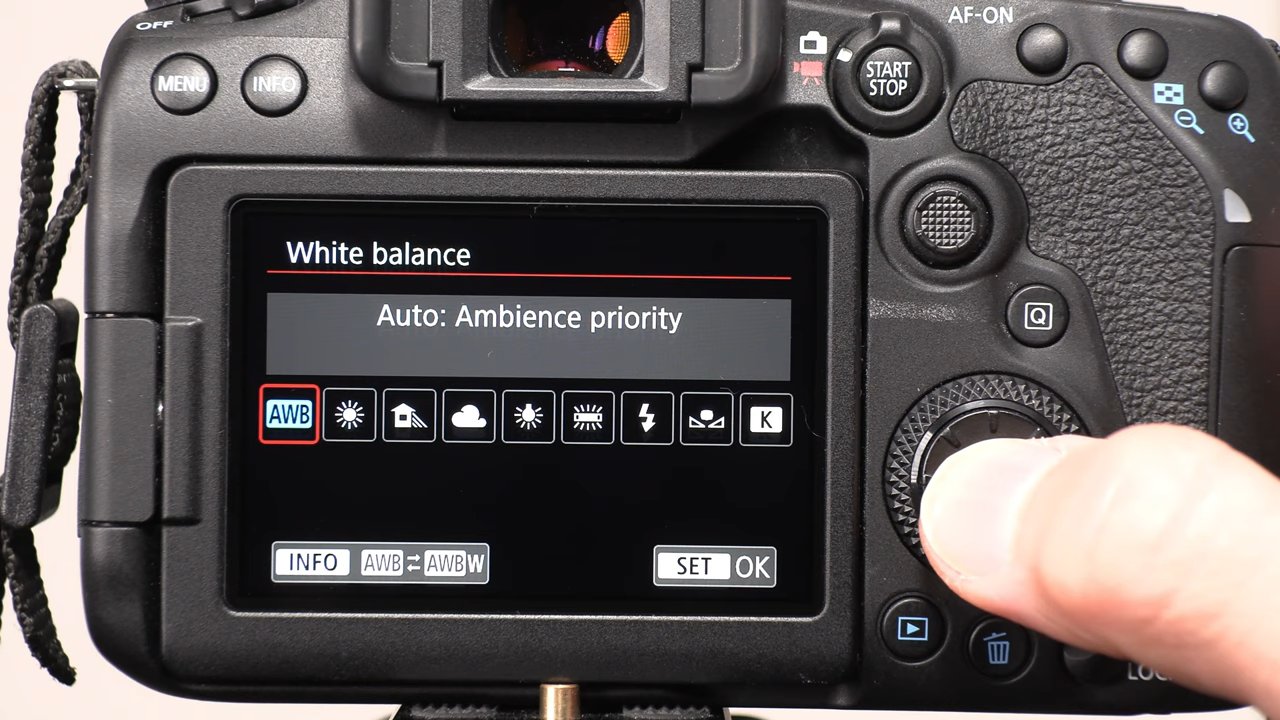 OFF
AF-ON
MENU
INFO
START
STOP
White balance
Auto: Ambience priority
Q
AWB
K
INFO AWB AWBW
SET OK